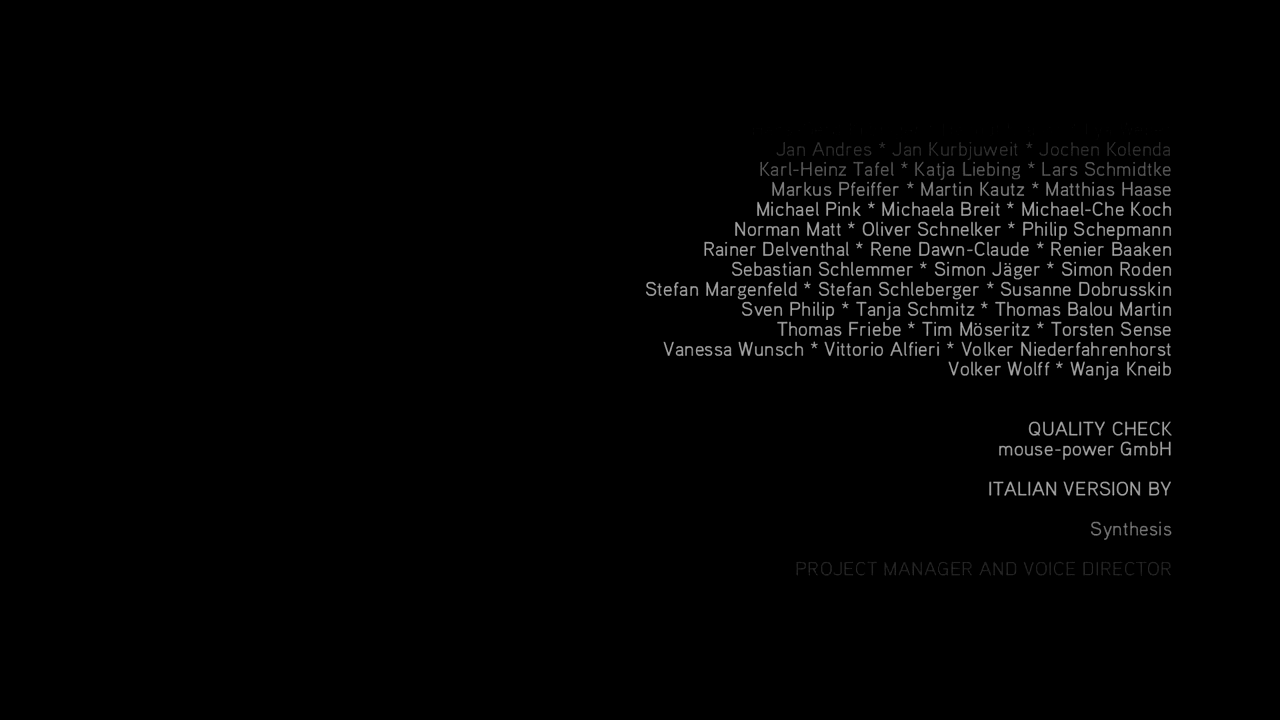 Jan Andres * Jan Kurbjuweit * Jochen Kolenda
Karl-Heinz Tafel * Katja Liebing * Lars Schmidtke
Markus Pfeiffer * Martin Kautz * Matthias Haase
Michael Pink * Michaela Breit * Michael-Che Koch
Norman Matt * Oliver Schnelker * Philip Schepmann
Rainer Delventhal * Rene Dawn-Claude * Renier Baaken
Sebastian Schlemmer * Simon Jäger * Simon Roden
Stefan Margenfeld * Stefan Schleberger * Susanne Dobrusskin
Sven Philip * Tanja Schmitz * Thomas Balou Martin
Thomas Friebe * Tim Möseritz * Torsten Sense
Vanessa Wunsch * Vittorio Alfieri * Volker Niederfahrenhorst
Volker Wolff * Wanja Kneib
QUALITY CHECK
mouse-power GmbH
ITALIAN VERSION BY
Synthesis
PROJECT MANAGER AND VOICE DIRECTOR